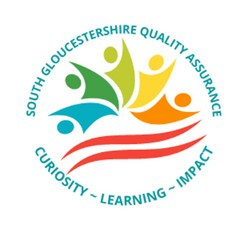 SOUTH GLOUCESTERSHIRE QUALITY ASSURANCE
CURIOSITY – LEARNING – IMPACT